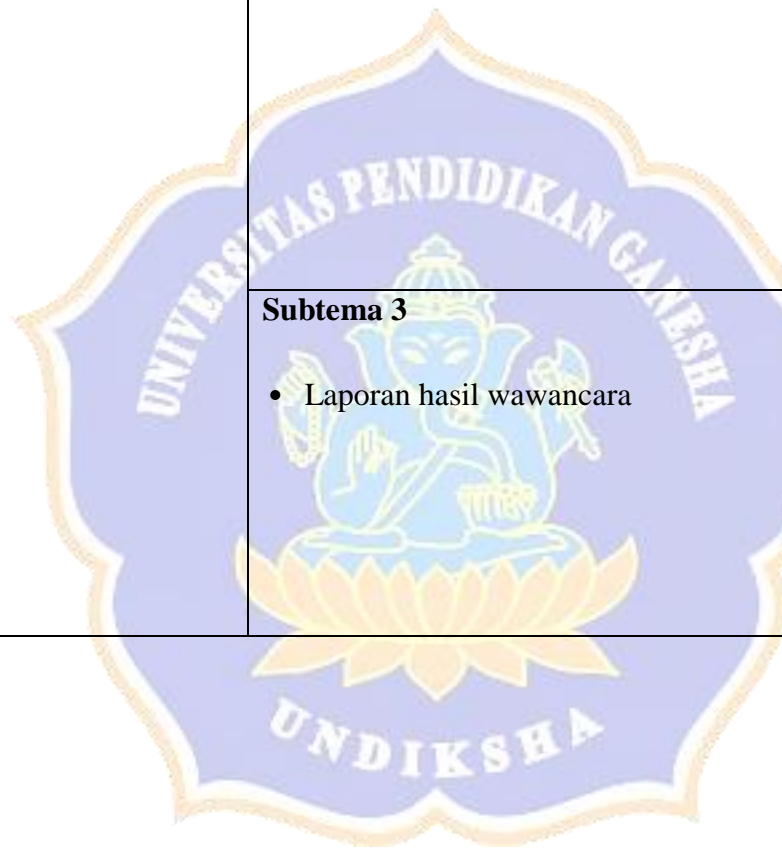 UNIVERSITAS PENDIDIKAN GANESHA
Subtema 3
• Laporan hasil wawancara
UNDIKSHA